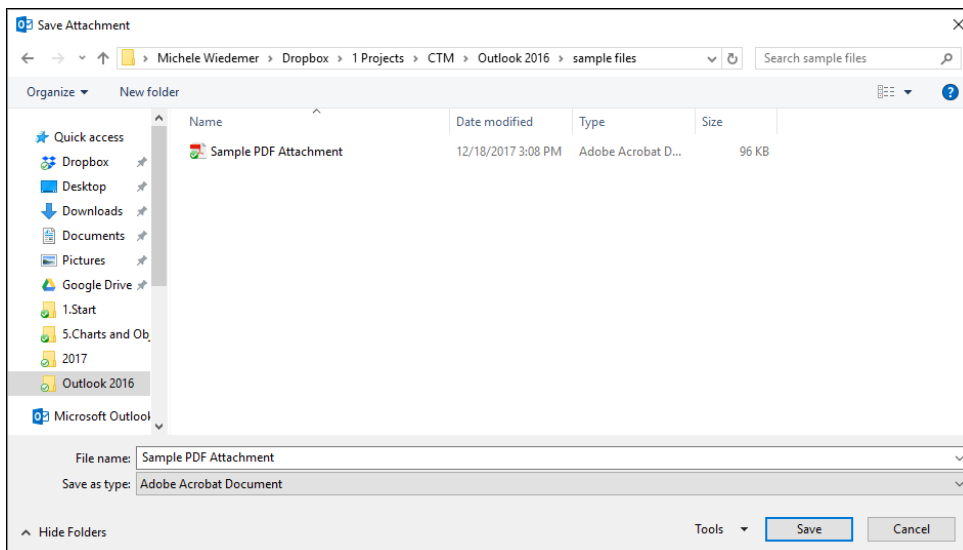 Save Attachment
Michele Wiedemer > Dropbox > 1 Projects > CTM > Outlook 2016 > sample files
Search sample files
Organize
New folder
Name
Date modified
Type
Size
Quick access
Dropbox
Desktop
Downloads
Documents
Pictures
Google Drive
1.Start
5.Charts and Obj
2017
Outlook 2016
Microsoft Outlook
Sample PDF Attachment 12/18/2017 3:08 PM Adobe Acrobat D... 96 KB
File name: Sample PDF Attachment
Save as type: Adobe Acrobat Document
Hide Folders
Tools
Save
Cancel